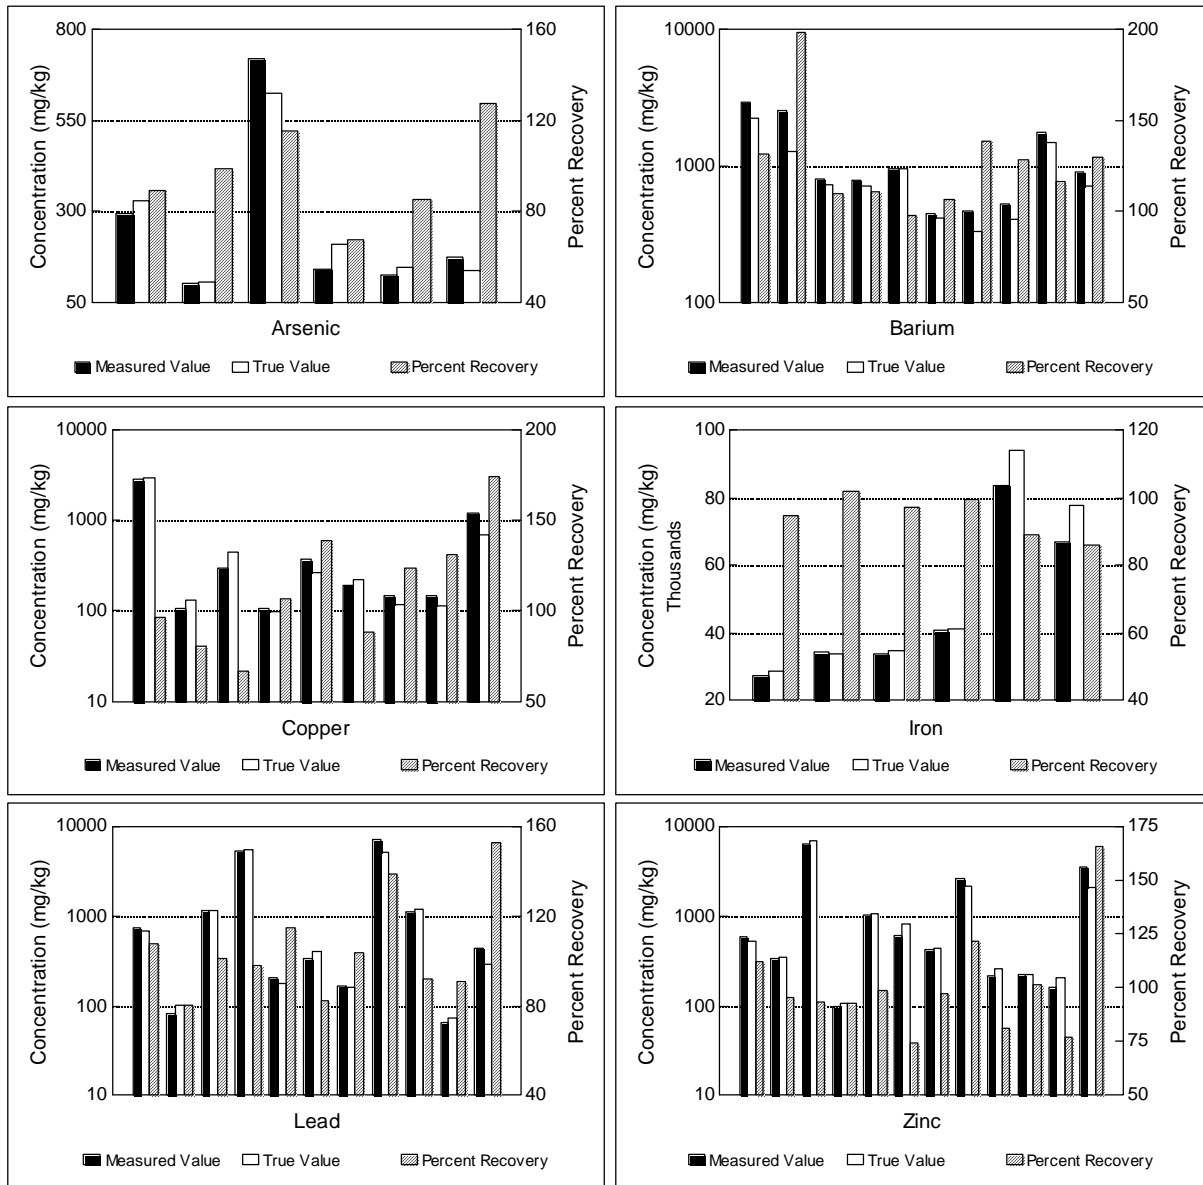 800
550
300
50
160
120
80
40
Concentration (mg/kg)
Percent Recovery
Arsenic
Measured Value True Value Percent Recovery
10000
1000
100
200
150
100
50
Concentration (mg/kg)
Percent Recovery
Barium
Measured Value True Value Percent Recovery
10000
1000
100
10
200
150
100
50
Concentration (mg/kg)
Percent Recovery
Copper
Measured Value True Value Percent Recovery
100
80
60
40
20
120
100
80
60
40
Concentration (mg/kg)
Thousands
Percent Recovery
Iron
Measured Value True Value Percent Recovery
10000
1000
100
10
160
120
80
40
Concentration (mg/kg)
Percent Recovery
Lead
Measured Value True Value Percent Recovery
10000
1000
100
10
175
150
125
100
75
50
Concentration (mg/kg)
Percent Recovery
Zinc
Measured Value True Value Percent Recovery